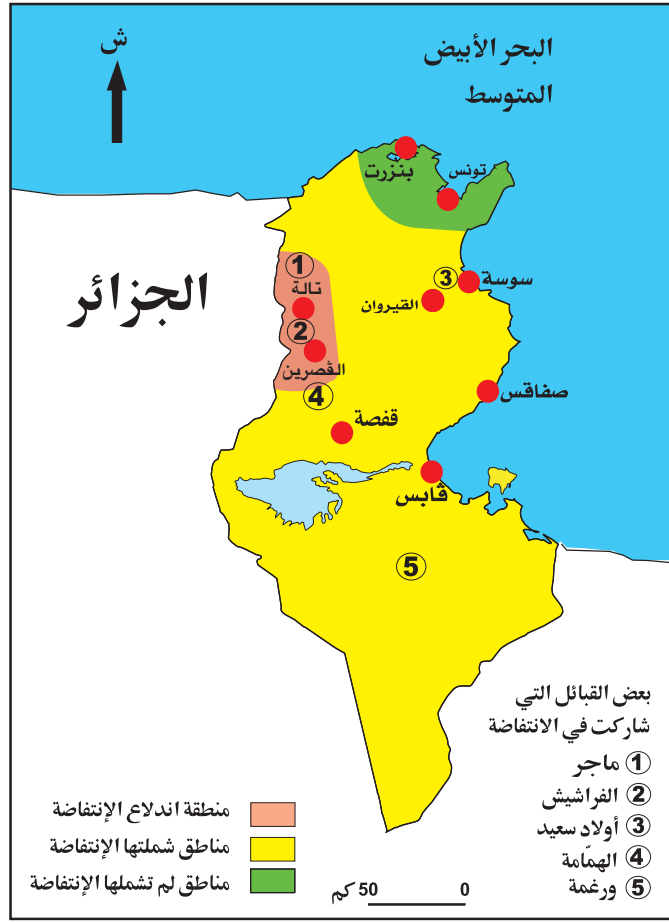 ش
البحر الأبيض
المتوسط
بنزرت
تونس
الجزائر
①
تالة
②
الڤصرين
③
سوسة
القيروان
④
صفاقس
قفصة
ڤابس
⑤
بعض القبائل التي
شاركت في الانتفاضة
① ماجر
② الفراشيش
③ أولاد سعيد
④ الهمّامة
⑤ ورغمة
منطقة اندلاع الإنتفاضة
مناطق شملتها الإنتفاضة
مناطق لم تشملها الإنتفاضة
0 50 كم